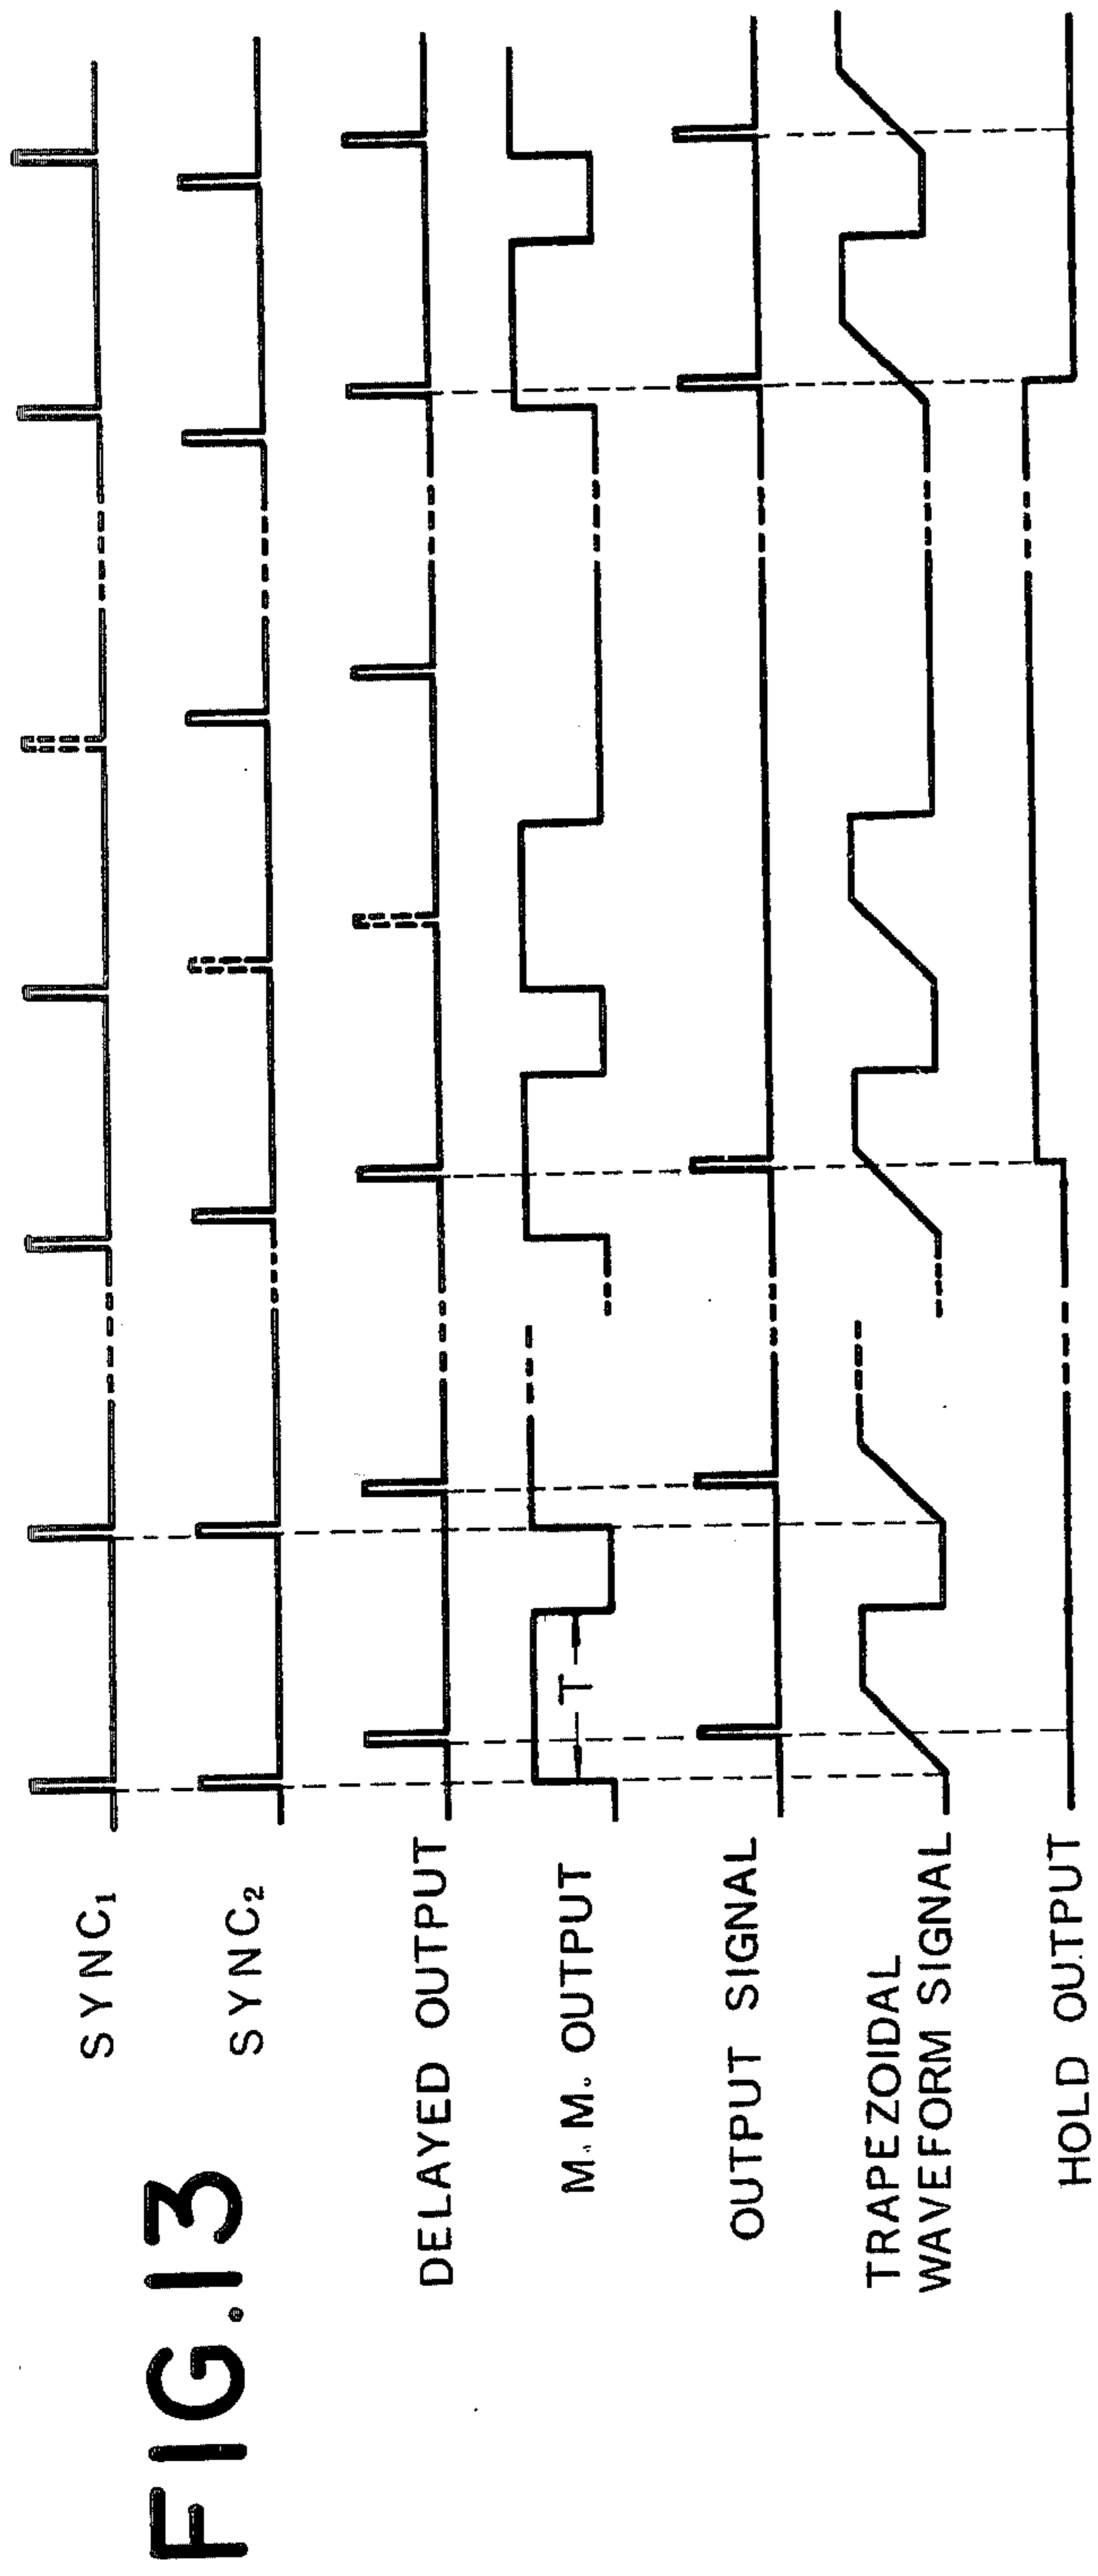 FIG.13
SYNC₁
SYNC₂
DELAYED OUTPUT
M.M. OUTPUT
T
OUTPUT SIGNAL
TRAPEZOIDAL
WAVEFORM SIGNAL
HOLD OUTPUT